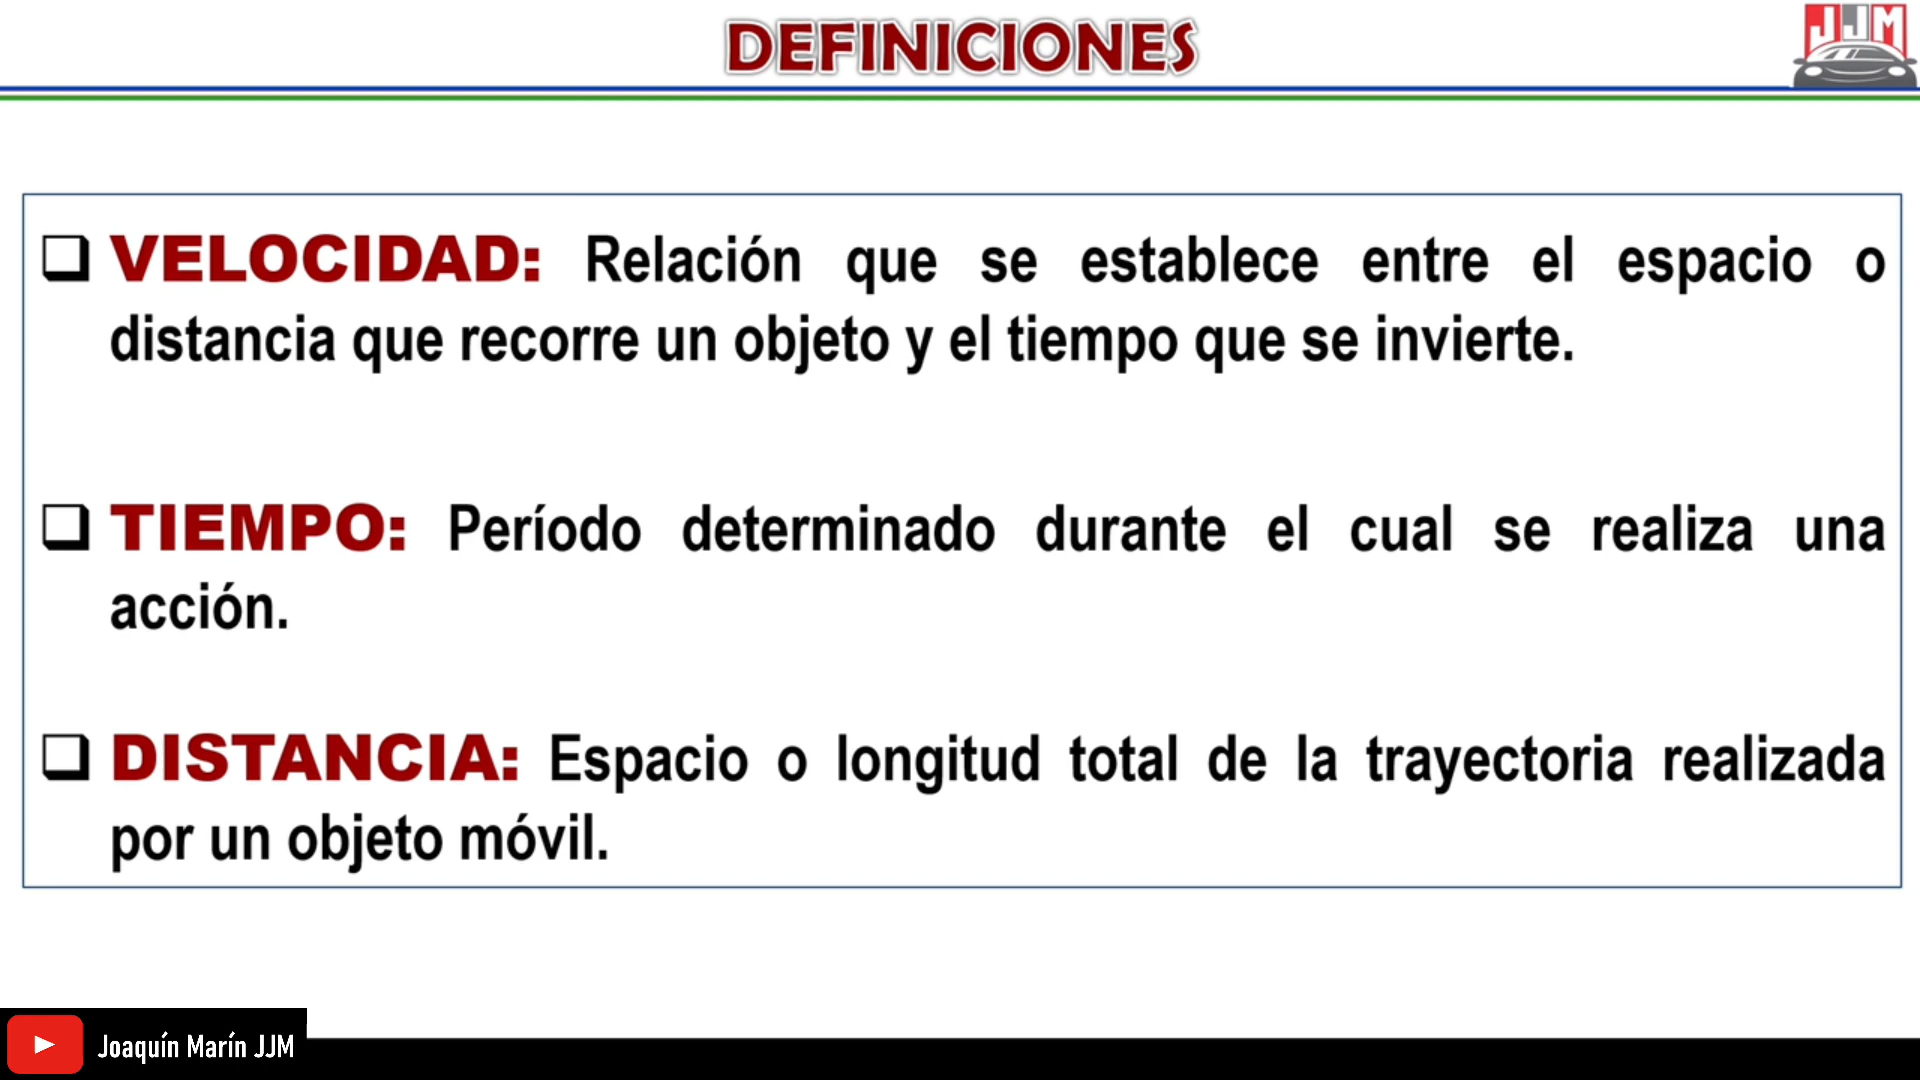 DEFINICIONES
JJM
VELOCIDAD: Relación que se establece entre el espacio o
distancia que recorre un objeto y el tiempo que se invierte.
TIEMPO: Período determinado durante el cual se realiza una
acción.
DISTANCIA: Espacio o longitud total de la trayectoria realizada
por un objeto móvil.
Joaquín Marín JJM